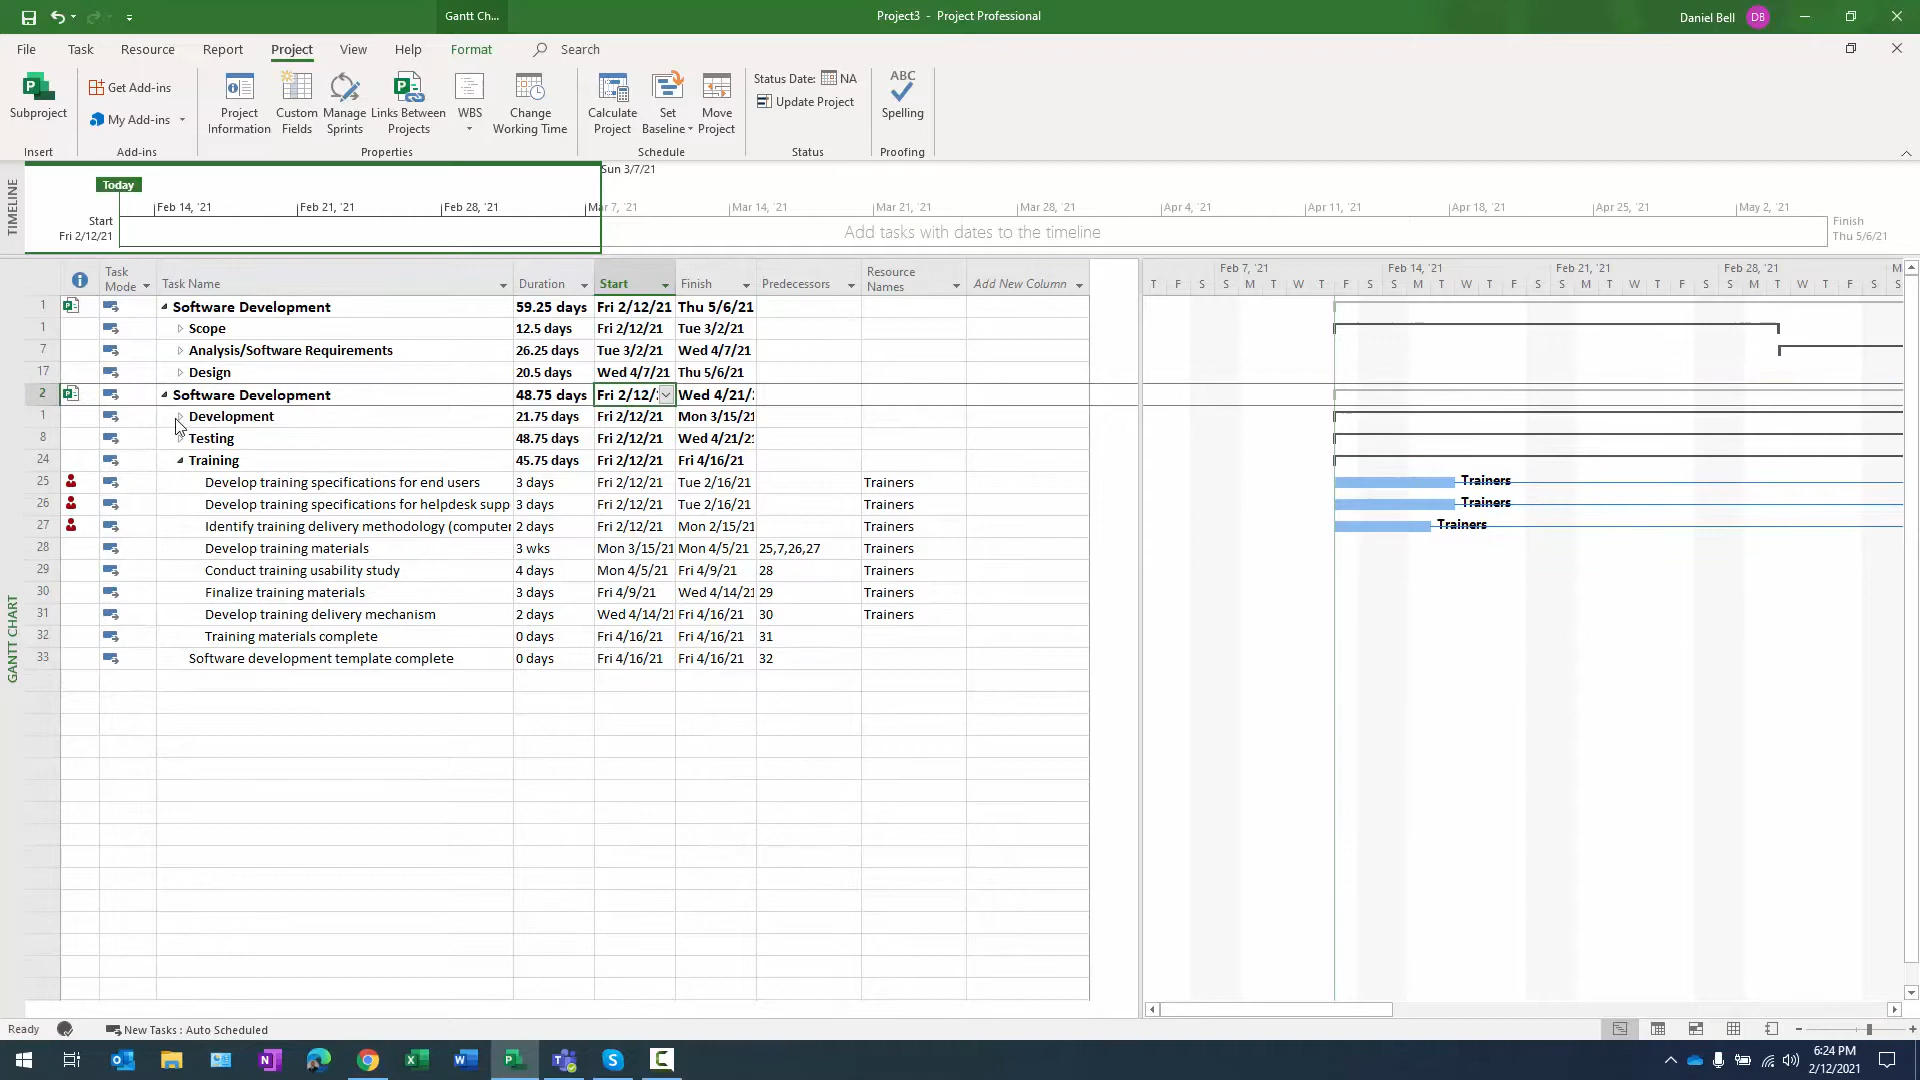 Gantt Ch...
Project3 - Project Professional
Daniel Bell
DB
File Task Resource Report Project View Help Format Search
Subproject
Get Add-ins
My Add-ins
Project Information
Custom Fields
Manage Sprints
Links Between Projects
WBS
Change Working Time
Calculate Project
Set Baseline
Move Project
Status Date: NA
Update Project
ABC
Spelling
Insert Add-ins Properties Schedule Status Proofing
TIMELINE
Sun 3/7/21
Today
Feb 14, '21 Feb 21, '21 Feb 28, '21 Mar 7, '21 Mar 14, '21 Mar 21, '21 Mar 28, '21 Apr 4, '21 Apr 11, '21 Apr 18, '21 Apr 25, '21 May 2, '21
Start
Fri 2/12/21
Add tasks with dates to the timeline
Finish
Thu 5/6/21
Task Mode Task Name Duration Start Finish Predecessors Resource Names Add New Column
Feb 7, '21 Feb 14, '21 Feb 21, '21 Feb 28, '21 M
T F S S M T W T F S S M T W T F S S M T W T F S S M T W T F S S
1 Software Development 59.25 days Fri 2/12/21 Thu 5/6/21
1 Scope 12.5 days Fri 2/12/21 Tue 3/2/21
7 Analysis/Software Requirements 26.25 days Tue 3/2/21 Wed 4/7/21
17 Design 20.5 days Wed 4/7/21 Thu 5/6/21
2 Software Development 48.75 days Fri 2/12/ Wed 4/21/
1 Development 21.75 days Fri 2/12/21 Mon 3/15/21
8 Testing 48.75 days Fri 2/12/21 Wed 4/21/21
24 Training 45.75 days Fri 2/12/21 Fri 4/16/21
25 Develop training specifications for end users 3 days Fri 2/12/21 Tue 2/16/21 Trainers Trainers
26 Develop training specifications for helpdesk supp 3 days Fri 2/12/21 Tue 2/16/21 Trainers Trainers
27 Identify training delivery methodology (computer 2 days Fri 2/12/21 Mon 2/15/21 Trainers Trainers
28 Develop training materials 3 wks Mon 3/15/21 Mon 4/5/21 25,7,26,27 Trainers
29 Conduct training usability study 4 days Mon 4/5/21 Fri 4/9/21 28 Trainers
30 Finalize training materials 3 days Fri 4/9/21 Wed 4/14/21 29 Trainers
31 Develop training delivery mechanism 2 days Wed 4/14/21 Fri 4/16/21 30 Trainers
32 Training materials complete 0 days Fri 4/16/21 Fri 4/16/21 31
33 Software development template complete 0 days Fri 4/16/21 Fri 4/16/21 32
GANTT CHART
Ready New Tasks : Auto Scheduled
6:24 PM
2/12/2021